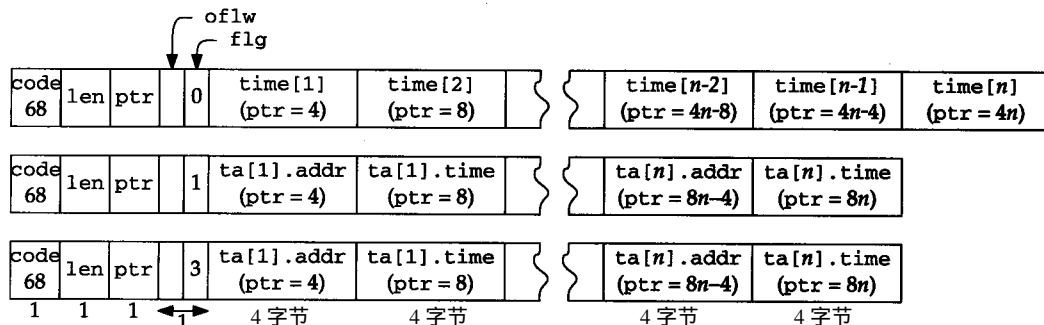 oflw
flg
code 68 len ptr 0 time[1] (ptr = 4) time[2] (ptr = 8) time[n-2] (ptr = 4n-8) time[n-1] (ptr = 4n-4) time[n] (ptr = 4n)
code 68 len ptr 1 ta[1].addr (ptr = 4) ta[1].time (ptr = 8) ta[n].addr (ptr = 8n–4) ta[n].time (ptr = 8n)
code 68 len ptr 3 ta[1].addr (ptr = 4) ta[1].time (ptr = 8) ta[n].addr (ptr = 8n–4) ta[n].time (ptr = 8n)
1 1 1 1 4 字节 4 字节 4 字节 4 字节